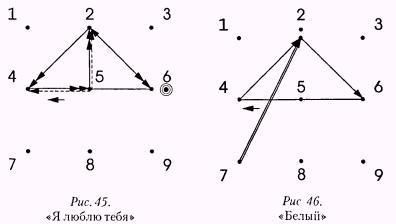 1 2 3
4 5 6
7 8 9
Рис. 45.
«Я люблю тебя»
1 2 3
4 5 6
7 8 9
Рис 46.
«Белый»